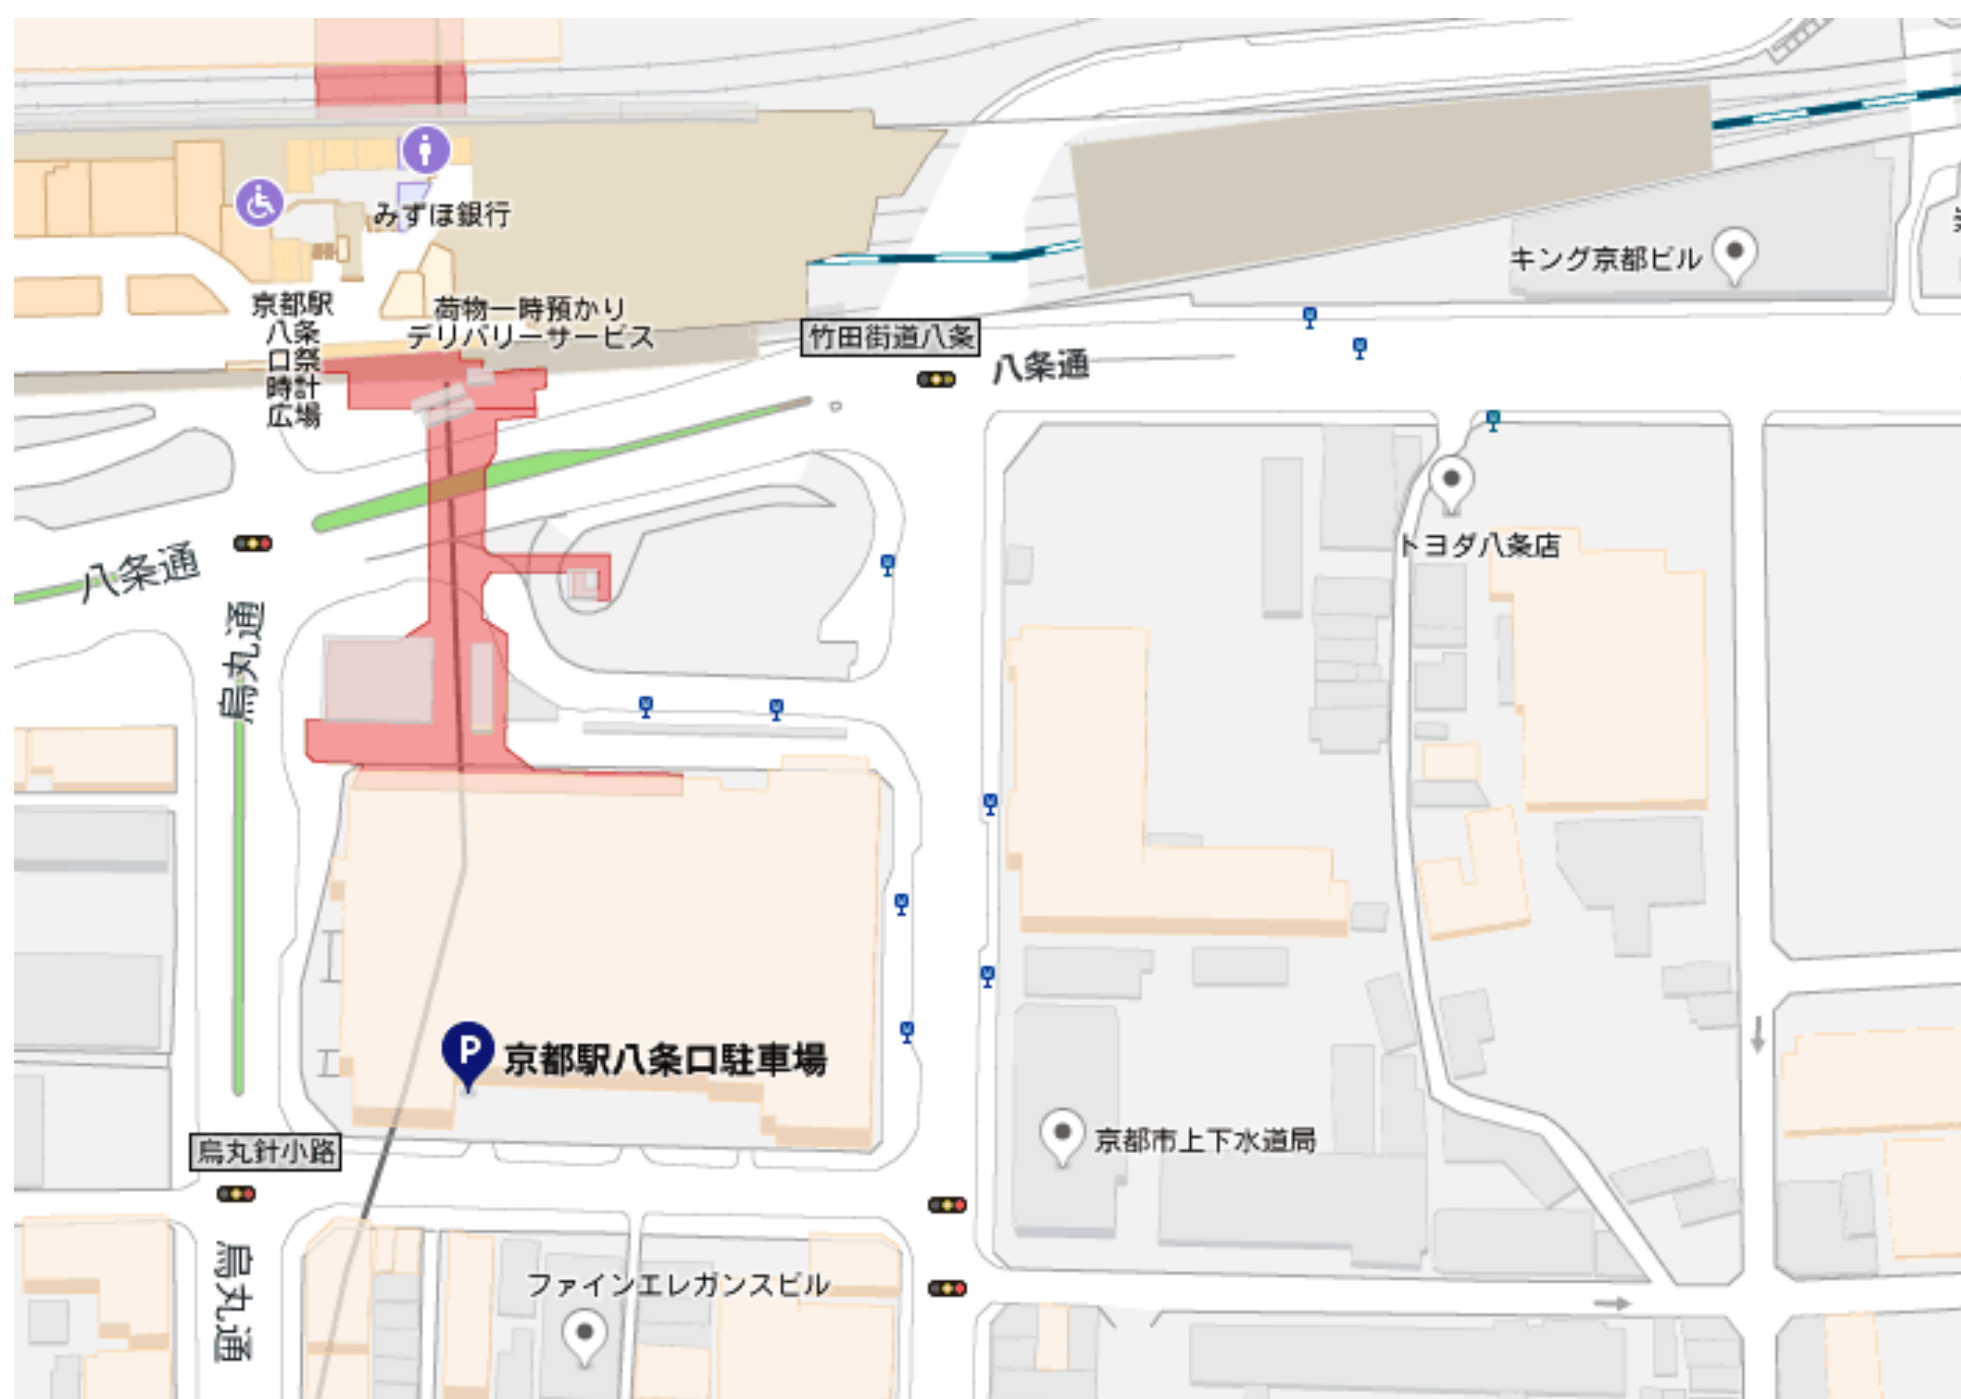 みずほ銀行
キング京都ビル
京都駅
八条
口祭
時計
広場
荷物一時預かり
デリバリーサービス
竹田街道八条
八条通
トヨダ八条店
八条通
烏丸通
P
京都駅八条口駐車場
京都市上下水道局
烏丸針小路
烏丸通
ファインエレガンスビル